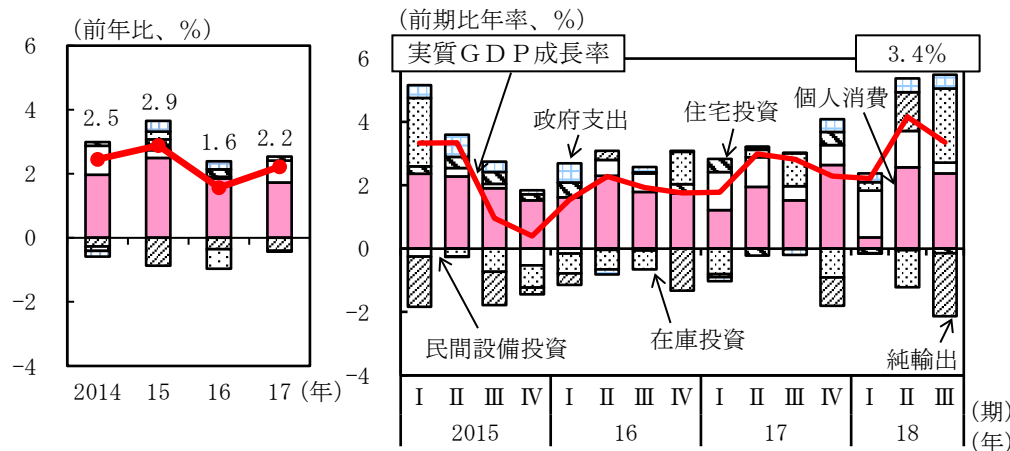 (前年比、%)
6
4
2
0
-2
-4
2.5
2.9
1.6
2.2
2014
15
16
17
(年)
(前期比年率、%)
6
4
2
0
-2
-4
実質GDP成長率
3.4%
政府支出
住宅投資
個人消費
民間設備投資
在庫投資
純輸出
Ⅰ Ⅱ Ⅲ Ⅳ Ⅰ Ⅱ Ⅲ Ⅳ Ⅰ Ⅱ Ⅲ Ⅳ Ⅰ Ⅱ Ⅲ (期)
2015 16 17 18 (年)